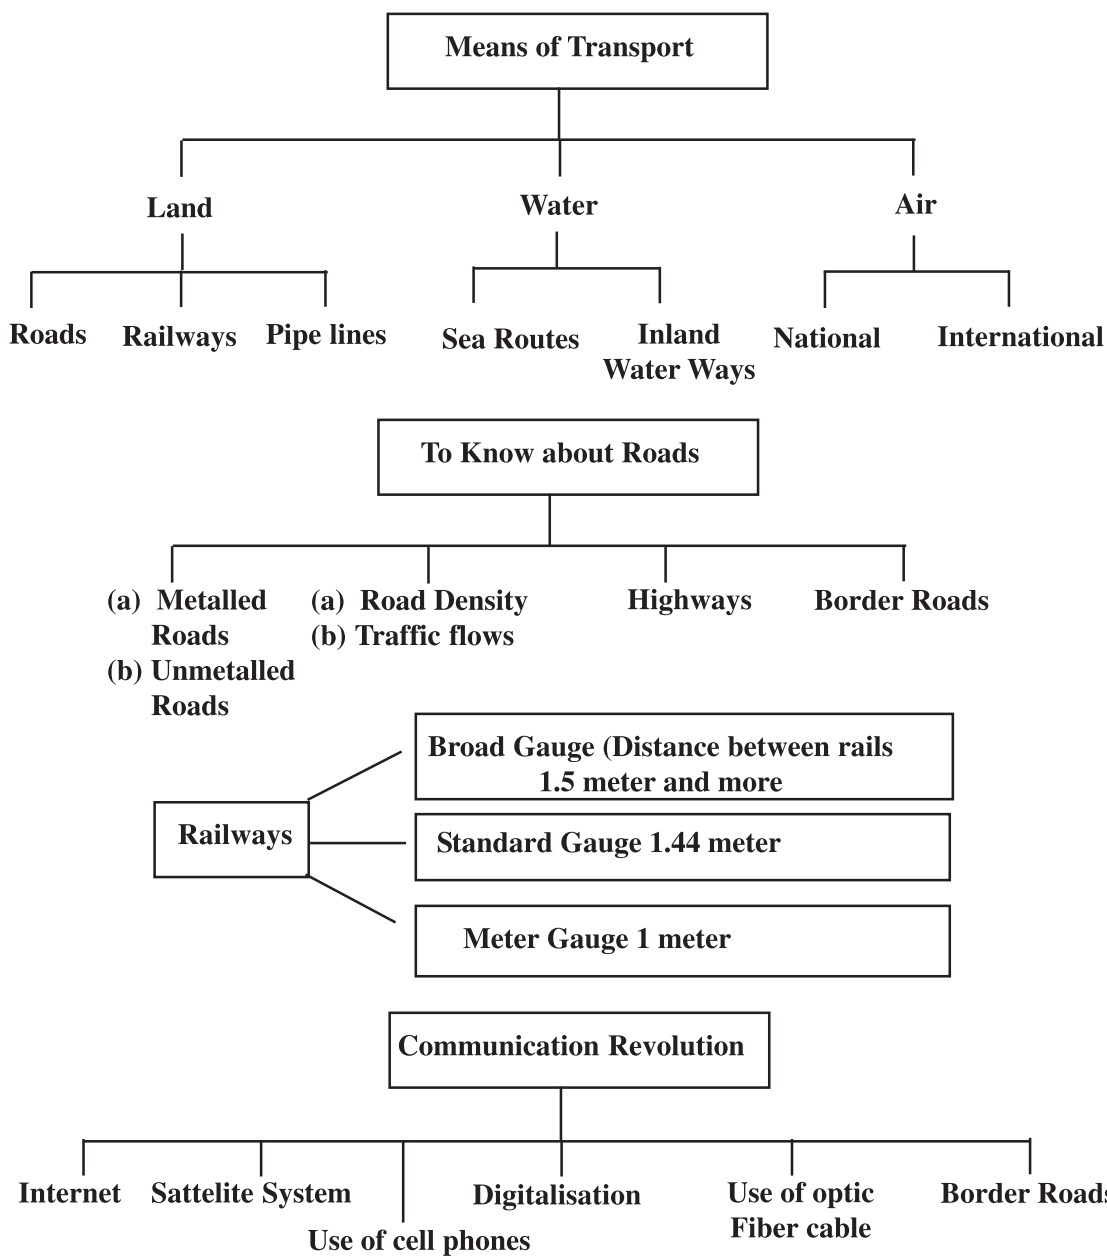 Means of Transport
Land
Water
Air
Roads
Railways
Pipe lines
Sea Routes
Inland
Water Ways
National
International
To Know about Roads
(a) Metalled
Roads
(b) Unmetalled
Roads
(a) Road Density
(b) Traffic flows
Highways
Border Roads
Railways
Broad Gauge (Distance between rails
1.5 meter and more
Standard Gauge 1.44 meter
Meter Gauge 1 meter
Communication Revolution
Internet
Sattelite System
Use of cell phones
Digitalisation
Use of optic
Fiber cable
Border Roads